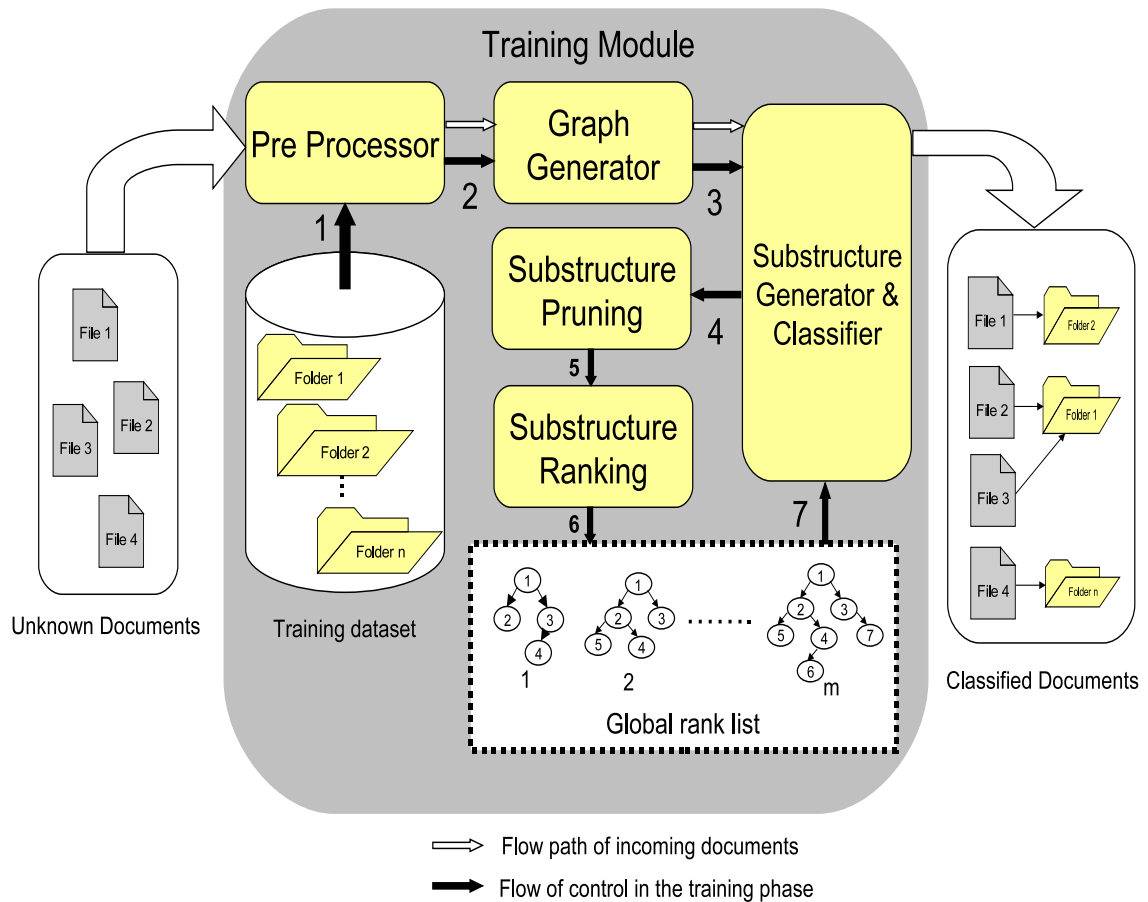 Training Module
Pre Processor
Graph
Generator
2
3
1
Substructure
Pruning
4
Substructure
Generator &
Classifier
5
Substructure
Ranking
6
7
File 1
File 2
File 3
File 4
Unknown Documents
Folder 1
Folder 2
Folder n
Training dataset
1
2
3
4
1
1
2
3
5
4
2
1
2
3
5
4
7
6
m
Global rank list
File 1
Folder 2
File 2
Folder 1
File 3
File 4
Folder n
Classified Documents
Flow path of incoming documents
Flow of control in the training phase